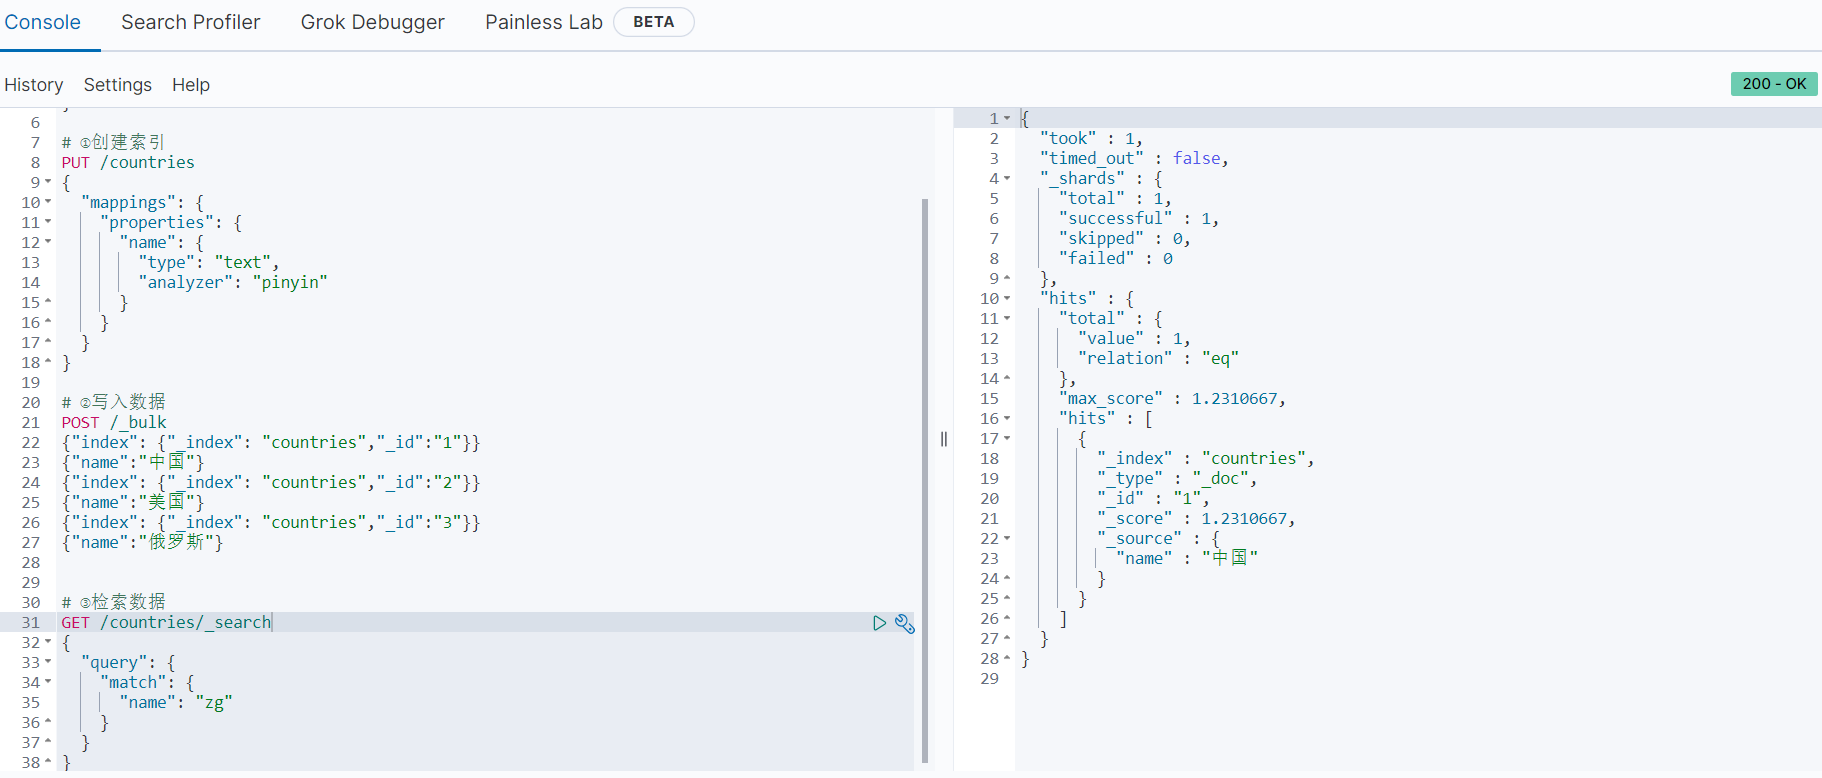 Console Search Profiler Grok Debugger Painless Lab BETA
History Settings Help
200 - OK
6
7 # ①创建索引
8 PUT /countries
9 {
10 "mappings": {
11 "properties": {
12 "name": {
13 "type": "text",
14 "analyzer": "pinyin"
15 }
16 }
17 }
18 }
19
20 # ②写入数据
21 POST /_bulk
22 {"index": {"_index": "countries","_id":"1"}}
23 {"name":"中国"}
24 {"index": {"_index": "countries","_id":"2"}}
25 {"name":"美国"}
26 {"index": {"_index": "countries","_id":"3"}}
27 {"name":"俄罗斯"}
28
29
30 # ③检索数据
31 GET /countries/_search
32 {
33 "query": {
34 "match": {
35 "name": "zg"
36 }
37 }
38 }
1 {
2 "took" : 1,
3 "timed_out" : false,
4 "_shards" : {
5 "total" : 1,
6 "successful" : 1,
7 "skipped" : 0,
8 "failed" : 0
9 },
10 "hits" : {
11 "total" : {
12 "value" : 1,
13 "relation" : "eq"
14 },
15 "max_score" : 1.2310667,
16 "hits" : [
17 {
18 "_index" : "countries",
19 "_type" : "_doc",
20 "_id" : "1",
21 "_score" : 1.2310667,
22 "_source" : {
23 "name" : "中国"
24 }
25 }
26 ]
27 }
28 }
29